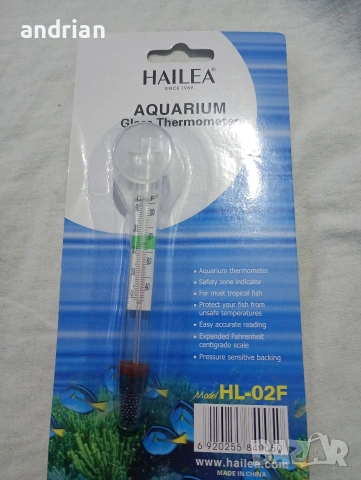 andrian
HAILEA
SINCE 1969
AQUARIUM
Glass Thermometer
C F
• Aquarium thermometer
• Safety zone indicator
• For most tropical fish
• Protect your fish from
unsafe temperatures
• Easy accurate reading
• Expanded Fahrenheit
centigrade scale
• Pressure sensitive backing
Model HL-02F
www.hailea.com
MADE IN CHINA